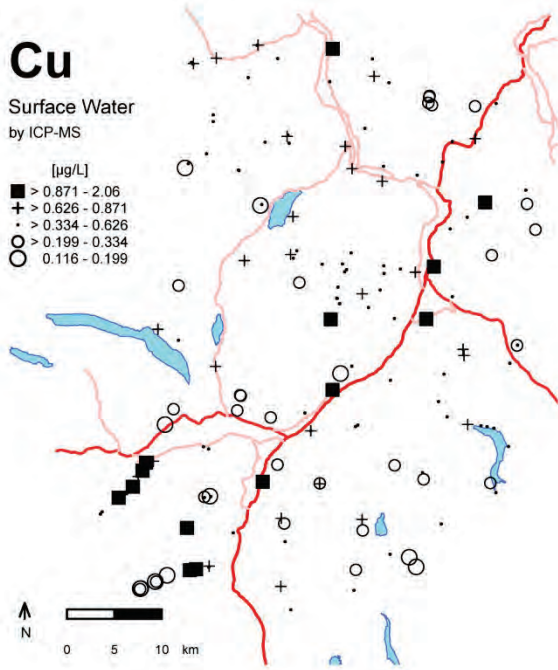 Cu
Surface Water
by ICP-MS
[µg/L]
> 0.871 - 2.06
> 0.626 - 0.871
> 0.334 - 0.626
> 0.199 - 0.334
0.116 - 0.199
N
0 5 10 km